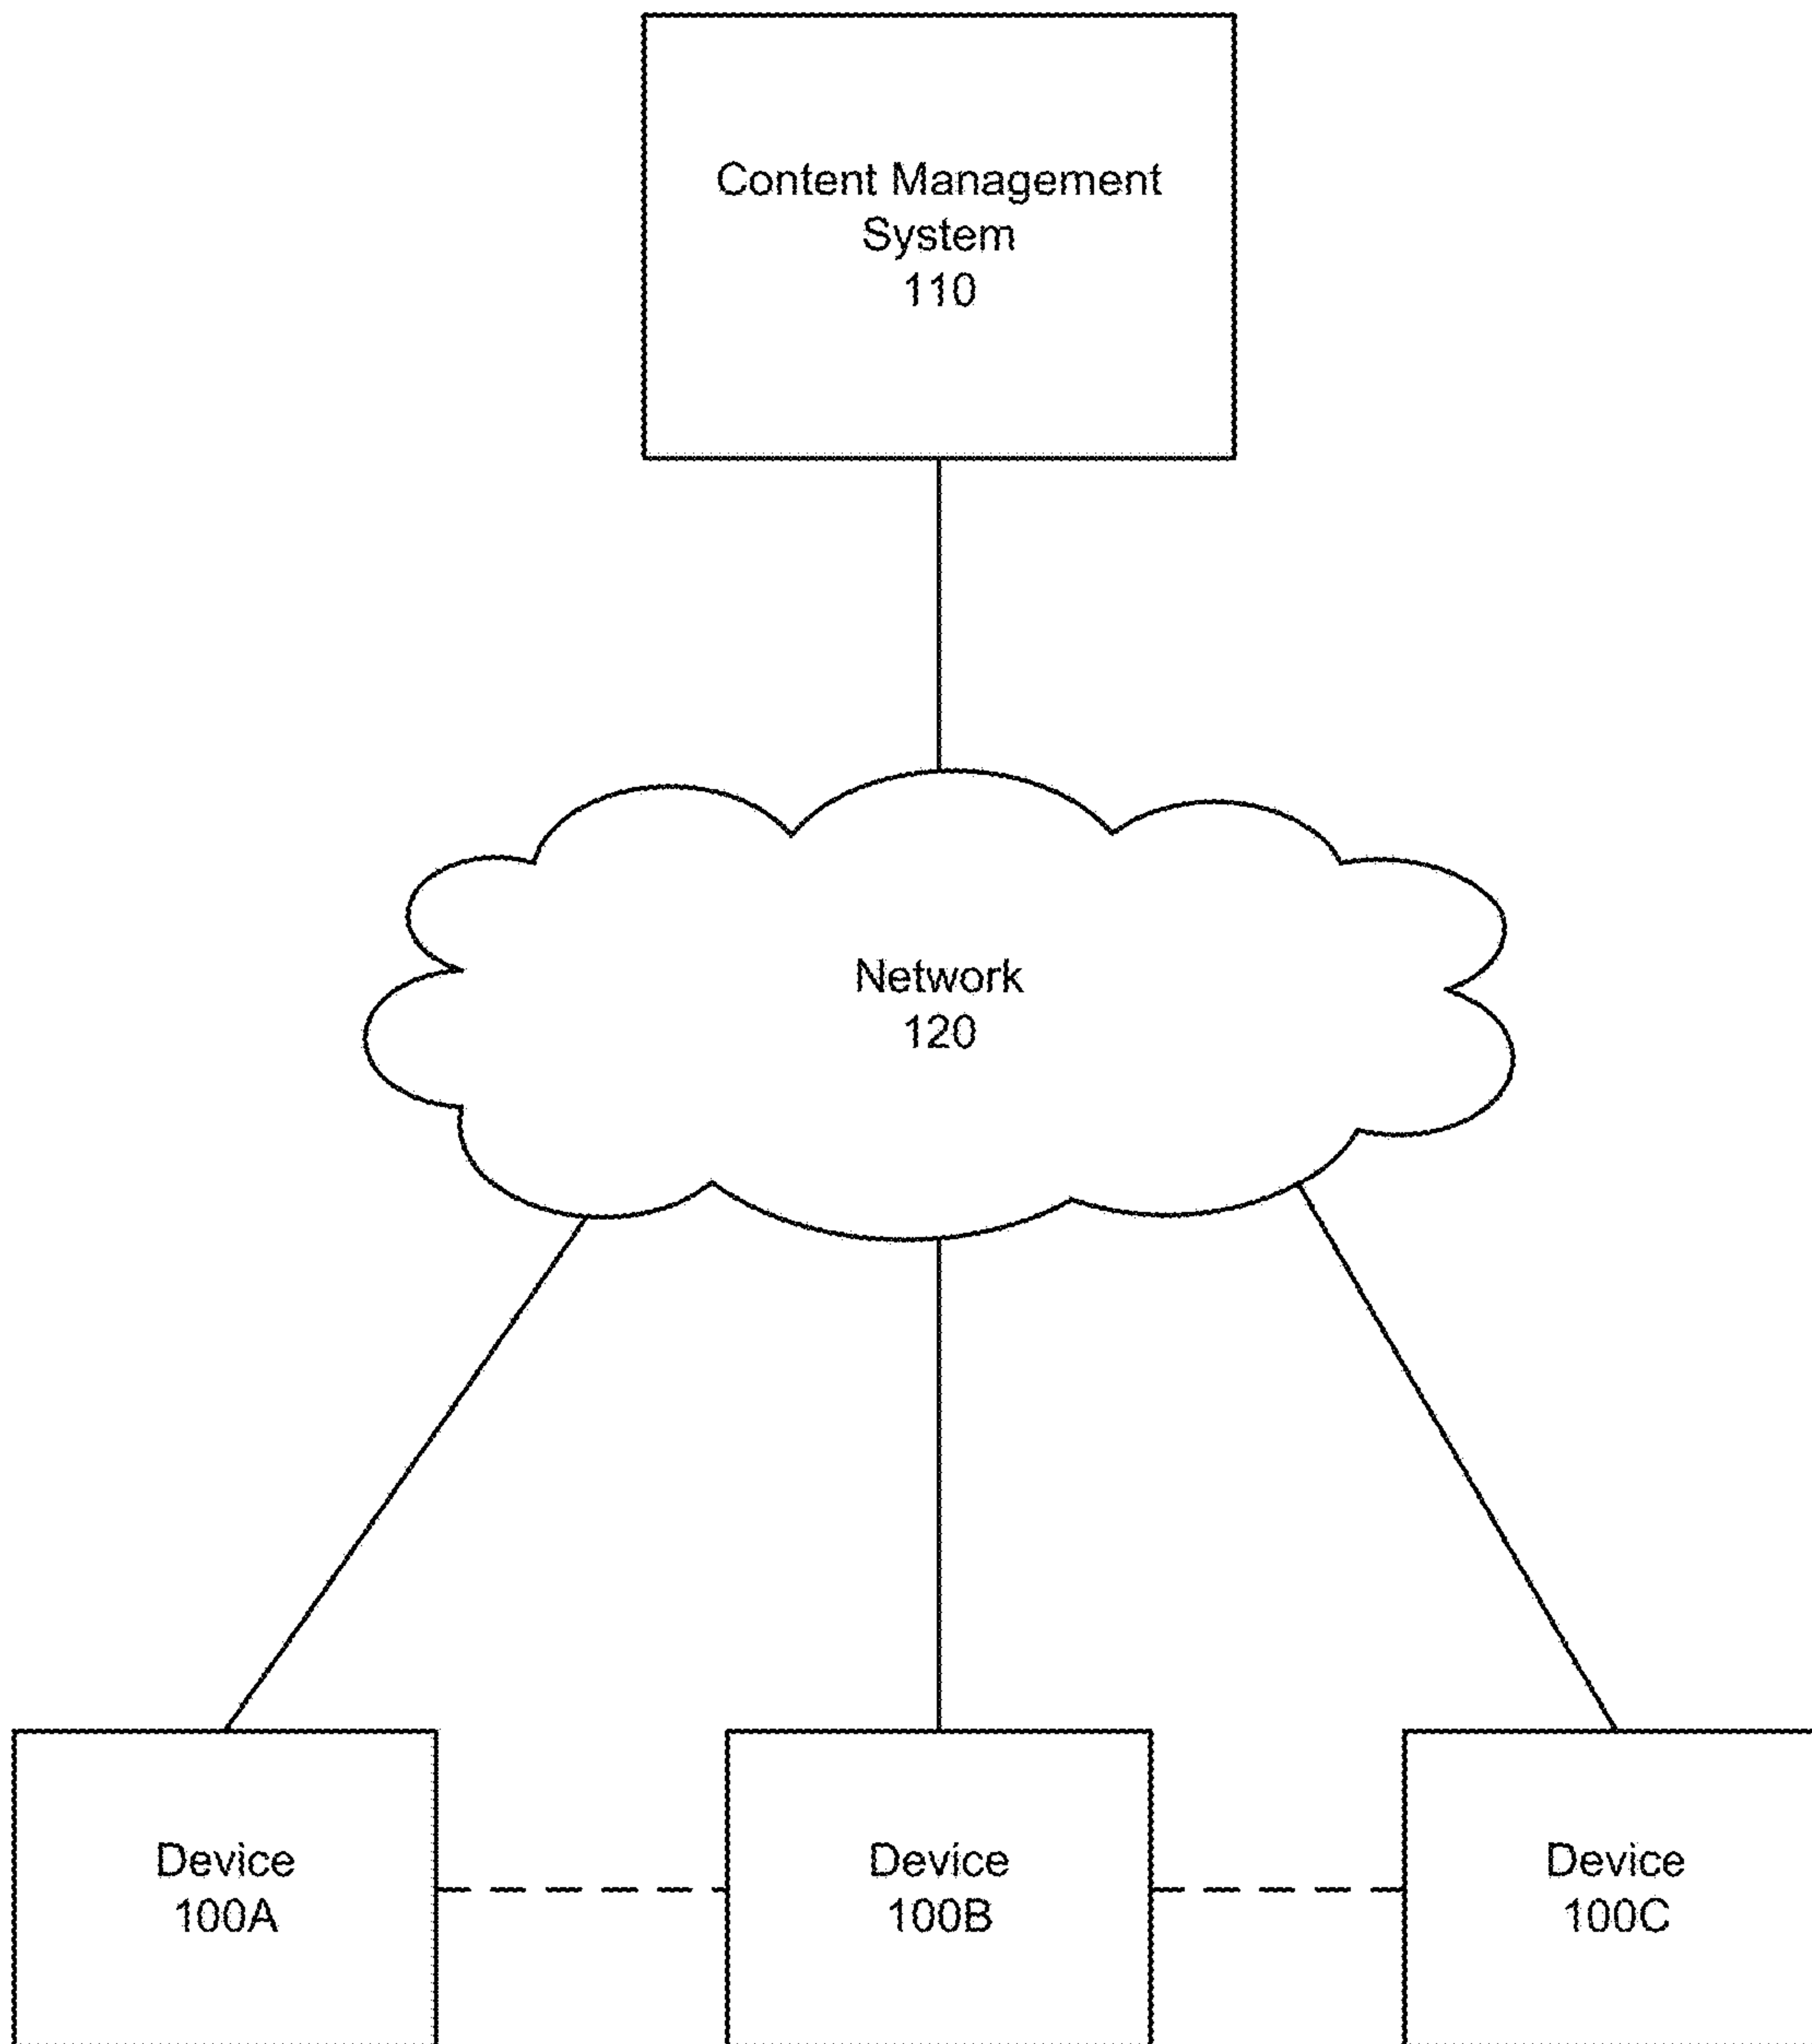 Content Management
System
110
Network
120
Device
100A
Device
100B
Device
100C